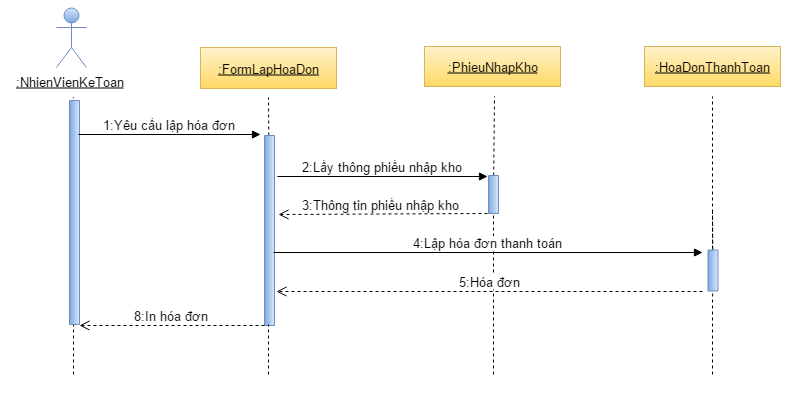 :NhienVienKeToan
:FormLapHoaDon
:PhieuNhapKho
:HoaDonThanhToan
1:Yêu cầu lập hóa đơn
2:Lấy thông phiếu nhập kho
3:Thông tin phiếu nhập kho
4:Lập hóa đơn thanh toán
5:Hóa đơn
8:In hóa đơn